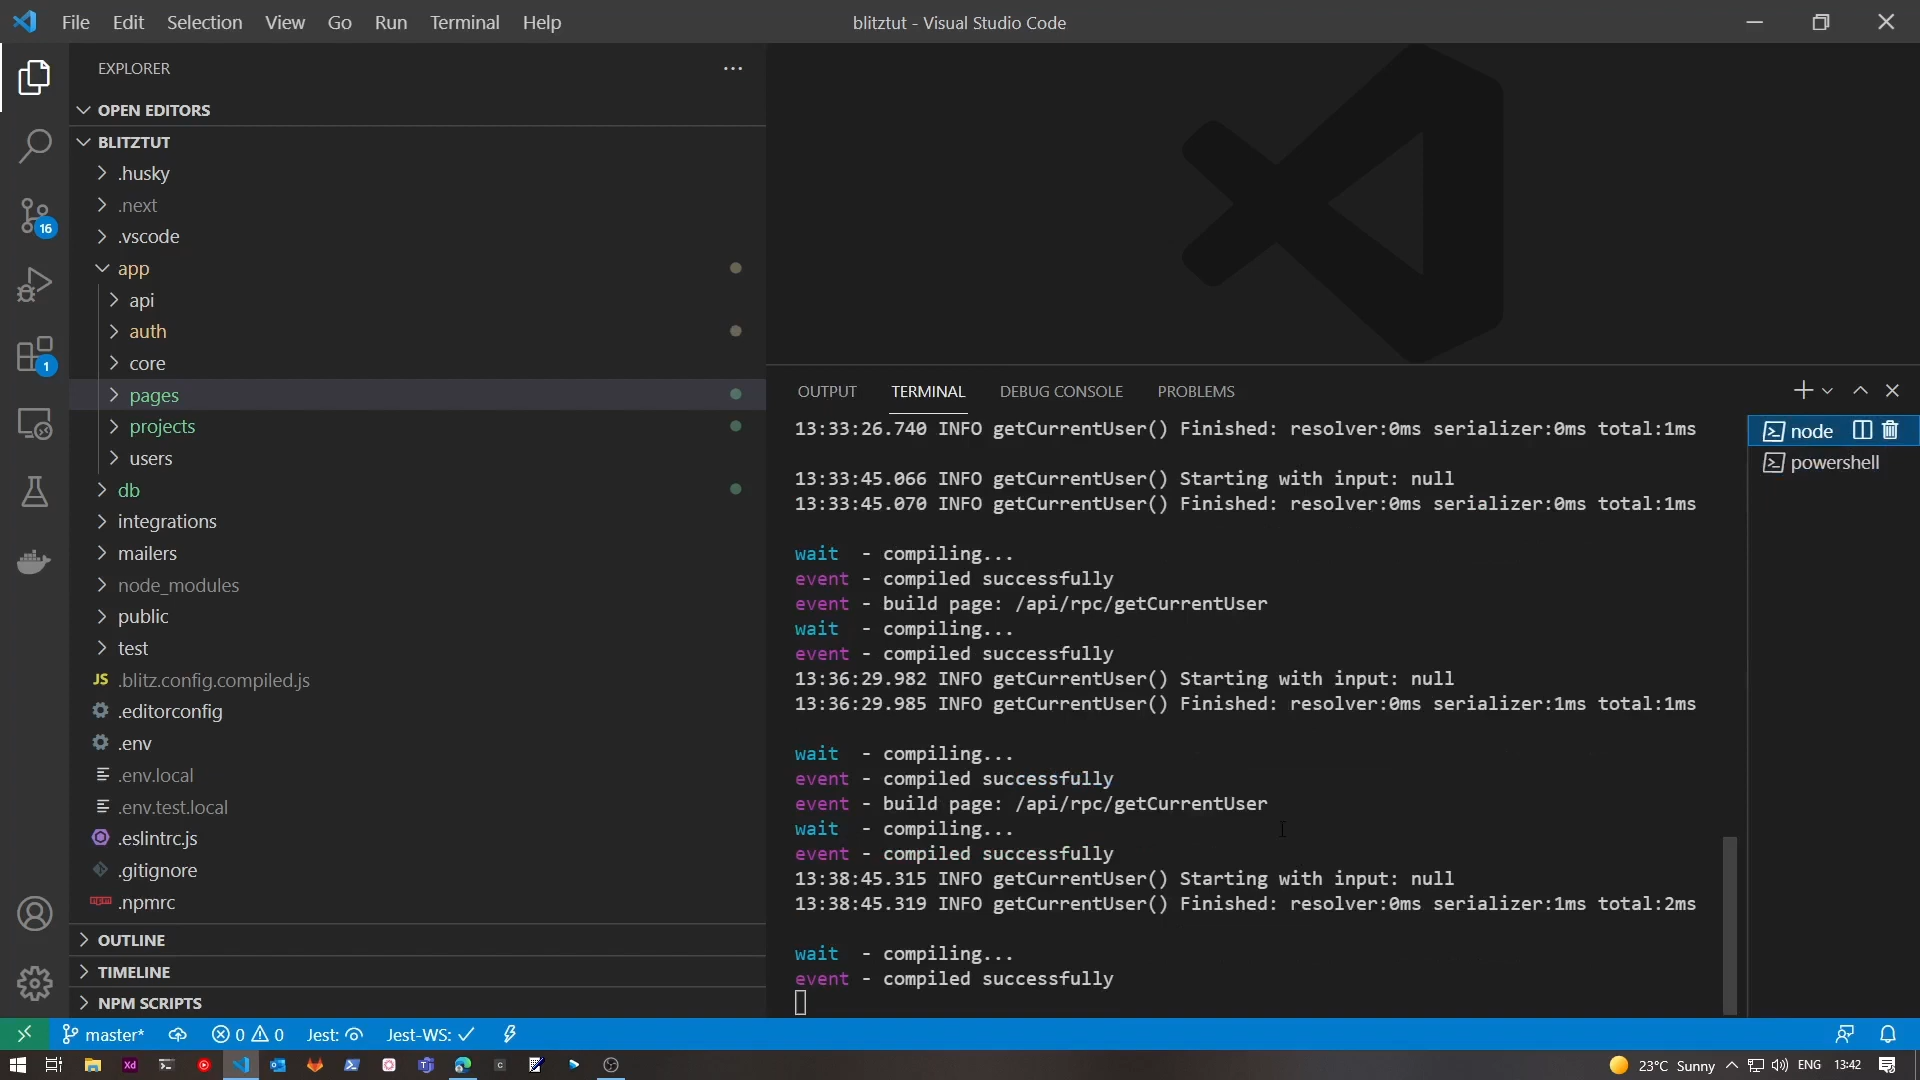 File Edit Selection View Go Run Terminal Help
blitztut - Visual Studio Code
EXPLORER
OPEN EDITORS
BLITZTUT
.husky
.next
.vscode
app
api
auth
core
pages
projects
users
db
integrations
mailers
node_modules
public
test
JS .blitz.config.compiled.js
.editorconfig
.env
.env.local
.env.test.local
.eslintrc.js
.gitignore
.npmrc
OUTLINE
TIMELINE
NPM SCRIPTS
16
1
OUTPUT TERMINAL DEBUG CONSOLE PROBLEMS
13:33:26.740 INFO getCurrentUser() Finished: resolver:0ms serializer:0ms total:1ms
13:33:45.066 INFO getCurrentUser() Starting with input: null
13:33:45.070 INFO getCurrentUser() Finished: resolver:0ms serializer:0ms total:1ms
wait - compiling...
event - compiled successfully
event - build page: /api/rpc/getCurrentUser
wait - compiling...
event - compiled successfully
13:36:29.982 INFO getCurrentUser() Starting with input: null
13:36:29.985 INFO getCurrentUser() Finished: resolver:0ms serializer:1ms total:1ms
wait - compiling...
event - compiled successfully
event - build page: /api/rpc/getCurrentUser
wait - compiling...
event - compiled successfully
13:38:45.315 INFO getCurrentUser() Starting with input: null
13:38:45.319 INFO getCurrentUser() Finished: resolver:0ms serializer:1ms total:2ms
wait - compiling...
event - compiled successfully
node
powershell
master* 0 0 Jest: Jest-WS:
Xd
23°C Sunny ENG 13:42